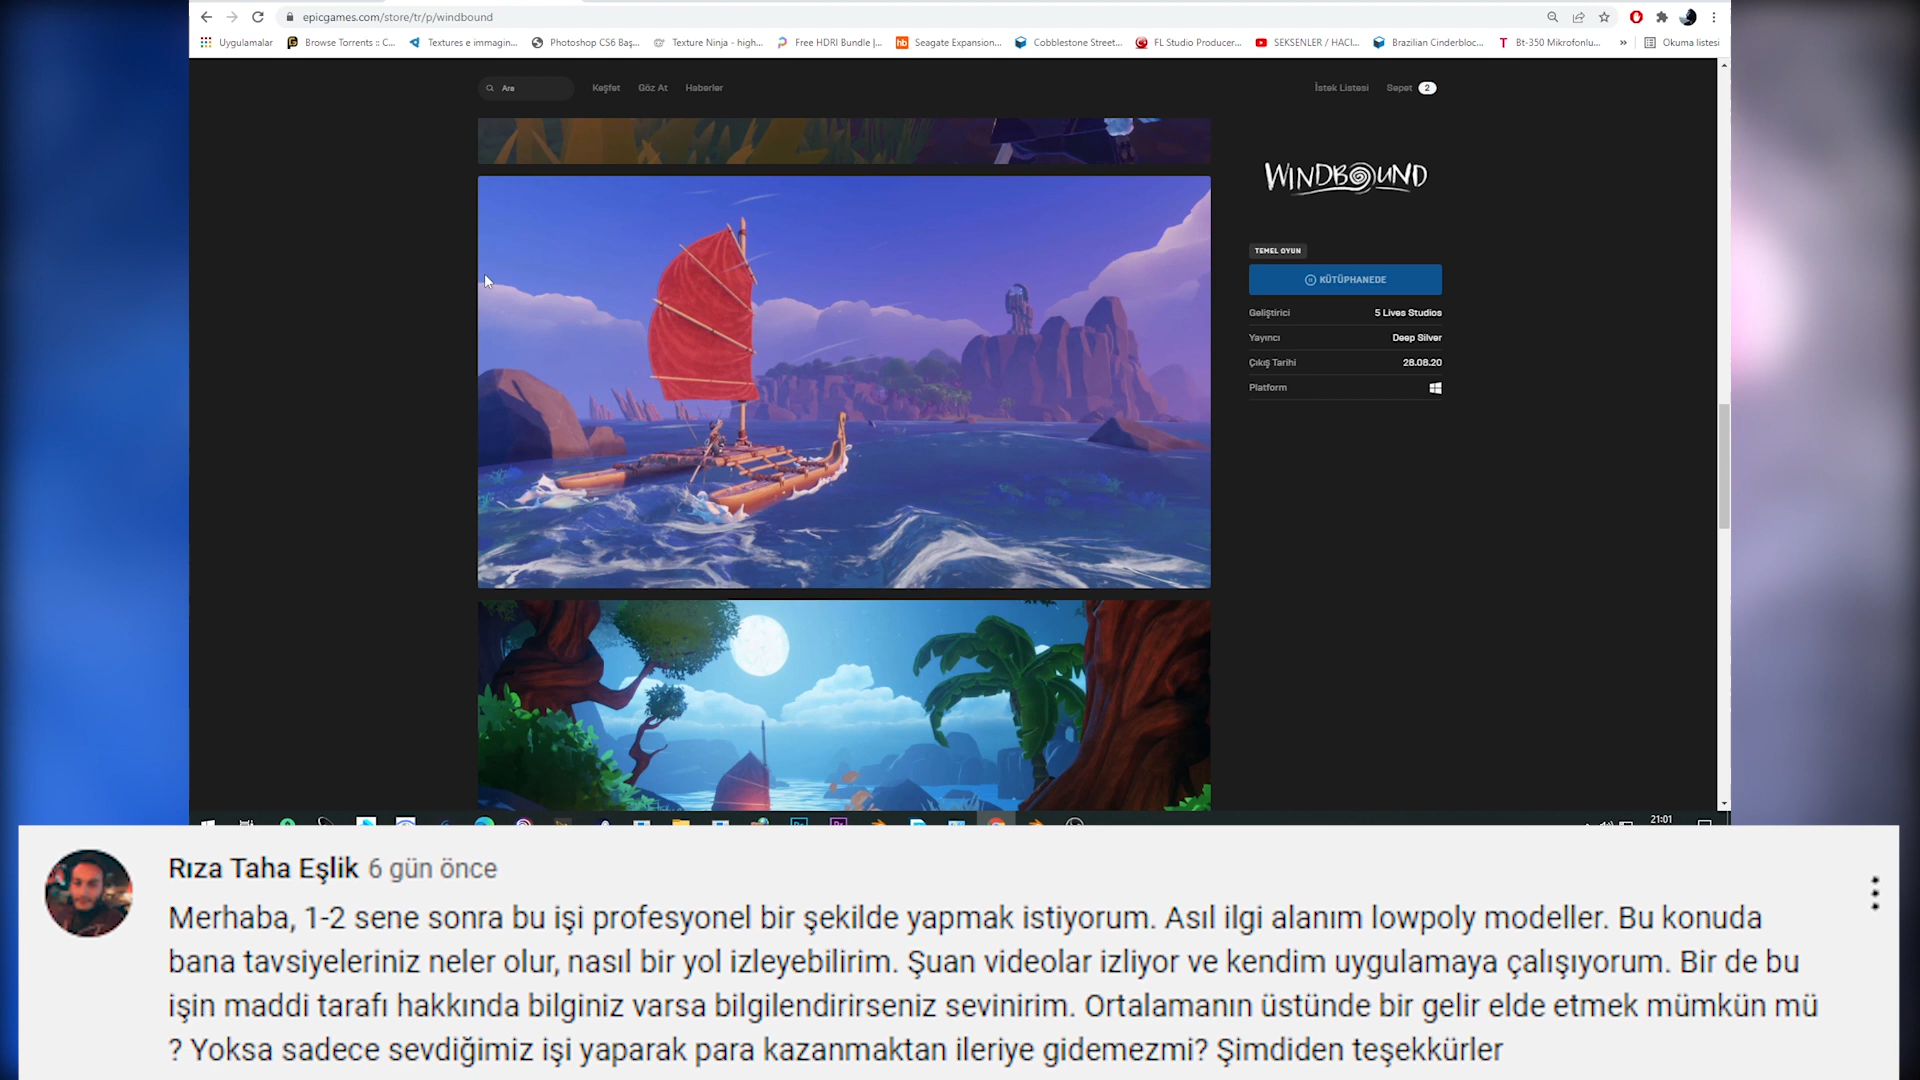 epicgames.com/store/tr/p/windbound
Uygulamalar
Browse Torrents :: C...
Textures e immagin...
Photoshop CS6 Baş...
Texture Ninja - high...
Free HDRI Bundle |...
hb
Seagate Expansion...
Cobblestone Street...
FL Studio Producer...
SEKSENLER / HACI...
Brazilian Cinderbloc...
T
Bt-350 Mikrofonlu...
»
Okuma listesi
Ara
Keşfet
Göz At
Haberler
İstek Listesi
Sepet 2
WINDBOUND
TEMEL OYUN
KÜTÜPHANEDE
Geliştirici 5 Lives Studios
Yayıncı Deep Silver
Çıkış Tarihi 28.08.20
Platform
21:01
Rıza Taha Eşlik 6 gün önce
Merhaba, 1-2 sene sonra bu işi profesyonel bir şekilde yapmak istiyorum. Asıl ilgi alanım lowpoly modeller. Bu konuda
bana tavsiyeleriniz neler olur, nasıl bir yol izleyebilirim. Şuan videolar izliyor ve kendim uygulamaya çalışıyorum. Bir de bu
işin maddi tarafı hakkında bilginiz varsa bilgilendirirseniz sevinirim. Ortalamanın üstünde bir gelir elde etmek mümkün mü
? Yoksa sadece sevdiğimiz işi yaparak para kazanmaktan ileriye gidemezmi? Şimdiden teşekkürler